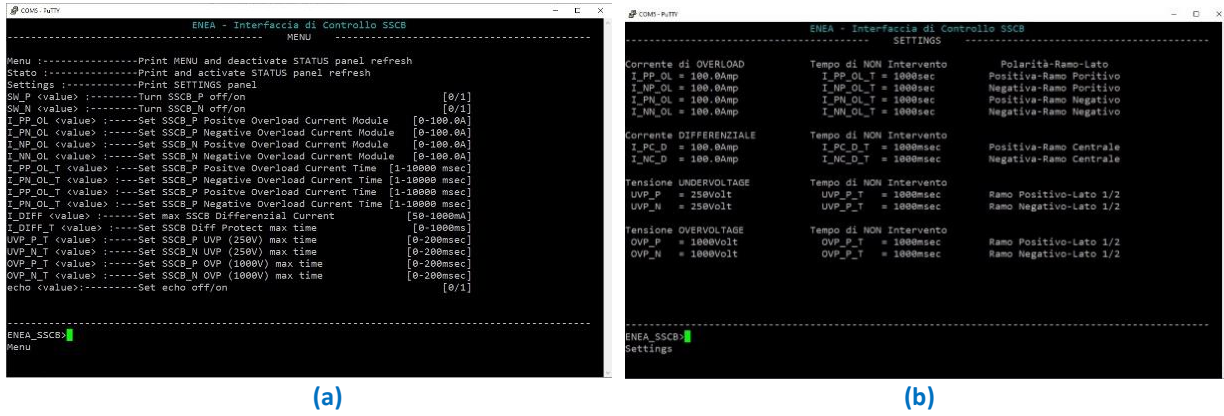 COM5 - PuTTY
ENEA - Interfaccia di Controllo SSCB
---------------------------------------- MENU ----------------------------------------
Menu :----------------Print MENU and deactivate STATUS panel refresh
Stato :---------------Print and activate STATUS panel refresh
Settings :------------Print SETTINGS panel
SW_P <value> :--------Turn SSCB_P off/on [0/1]
SW_N <value> :--------Turn SSCB_N off/on [0/1]
I_PP_OL <value> :-----Set SSCB_P Positve Overload Current Module [0-100.0A]
I_PN_OL <value> :-----Set SSCB_P Negative Overload Current Module [0-100.0A]
I_NP_OL <value> :-----Set SSCB_N Positive Overload Current Module [0-100.0A]
I_NN_OL <value> :-----Set SSCB_N Negative Overload Current Module [0-100.0A]
I_PP_OL_T <value> :---Set SSCB_P Positve Overload Current Time [1-10000 msec]
I_PN_OL_T <value> :---Set SSCB_P Negative Overload Current Time [1-10000 msec]
I_PP_OL_T <value> :---Set SSCB_N Positive Overload Current Time [1-10000 msec]
I_PN_OL_T <value> :---Set SSCB_N Negative Overload Current Time [1-10000 msec]
I_DIFF <value> :------Set max SSCB Differenzial Current [50-1000mA]
I_DIFF_T <value> :----Set SSCB Diff Protect max time [0-1000ms]
UVP_P_T <value> :-----Set SSCB_P UVP (250V) max time [0-200msec]
UVP_N_T <value> :-----Set SSCB_N UVP (250V) max time [0-200msec]
OVP_P_T <value> :-----Set SSCB_P OVP (1000V) max time [0-200msec]
OVP_N_T <value> :-----Set SSCB_N OVP (1000V) max time [0-200msec]
echo <value>:---------Set echo off/on [0/1]
ENEA_SSCB>
Menu
(a)
COM5 - PuTTY
ENEA - Interfaccia di Controllo SSCB
---------------------------------------- SETTINGS ----------------------------------------
Corrente di OVERLOAD Tempo di NON Intervento Polarità-Ramo-Lato
I_PP_OL = 100.0Amp I_PP_OL_T = 1000sec Positiva-Ramo Poritivo
I_NP_OL = 100.0Amp I_NP_OL_T = 1000sec Negativa-Ramo Poritivo
I_PN_OL = 100.0Amp I_PN_OL_T = 1000sec Positiva-Ramo Negativo
I_NN_OL = 100.0Amp I_NN_OL_T = 1000sec Negativa-Ramo Negativo
Corrente DIFFERENZIALE Tempo di NON Intervento
I_PC_D = 100.0Amp I_PC_D_T = 1000msec Positiva-Ramo Centrale
I_NC_D = 100.0Amp I_NC_D_T = 1000msec Negativa-Ramo Centrale
Tensione UNDERVOLTAGE Tempo di NON Intervento
UVP_P = 250Volt UVP_P_T = 1000msec Ramo Positivo-Lato 1/2
UVP_N = 250Volt UVP_P_T = 1000msec Ramo Negativo-Lato 1/2
Tensione OVERVOLTAGE Tempo di NON Intervento
OVP_P = 1000Volt OVP_P_T = 1000msec Ramo Positivo-Lato 1/2
OVP_N = 1000Volt OVP_P_T = 1000msec Ramo Negativo-Lato 1/2
ENEA_SSCB>
Settings
(b)